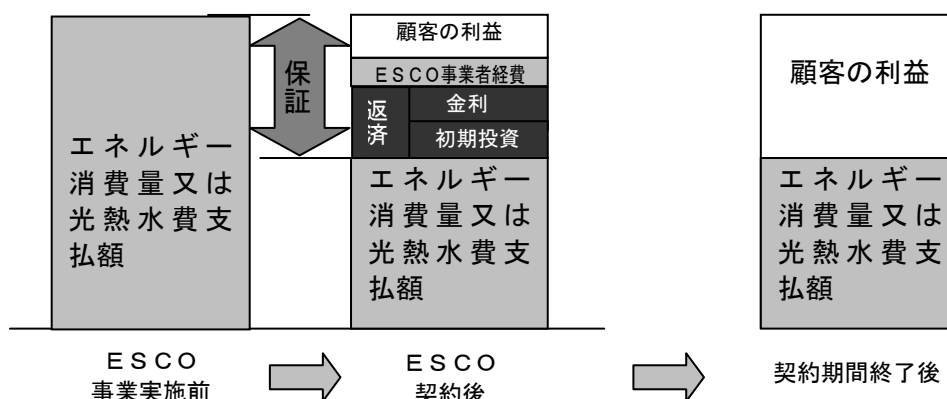 エネルギー
消費量又は
光熱水費支
払額
保
証
顧客の利益
ＥＳＣＯ事業者経費
返
済
金利
初期投資
エネルギー
消費量又は
光熱水費支
払額
顧客の利益
エネルギー
消費量又は
光熱水費支
払額
ＥＳＣＯ
事業実施前
ＥＳＣＯ
契約後
契約期間終了後